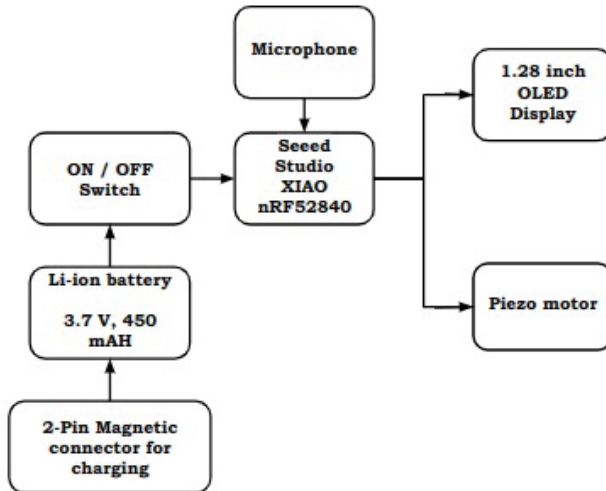 Microphone
1.28 inch
OLED
Display
ON / OFF
Switch
Seeed
Studio
XIAO
nRF52840
Li-ion battery
3.7 V, 450
mAH
Piezo motor
2-Pin Magnetic
connector for
charging